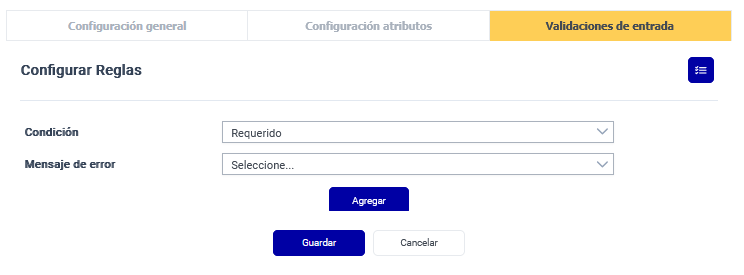 Configuración general Configuración atributos Validaciones de entrada
Configurar Reglas
Condición Requerido
Mensaje de error Seleccione...
Agregar
Guardar Cancelar